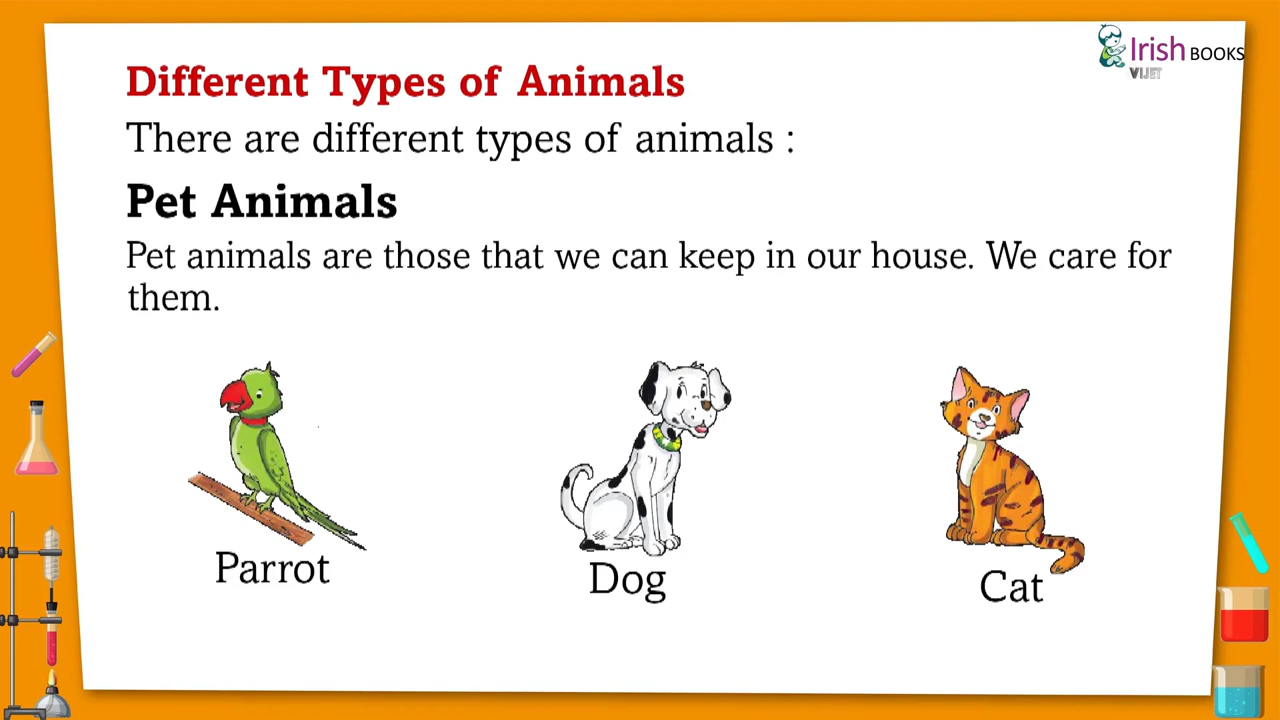 Irish BOOKS
VIJET
Different Types of Animals
There are different types of animals :
Pet Animals
Pet animals are those that we can keep in our house. We care for
them.
Parrot
Dog
Cat